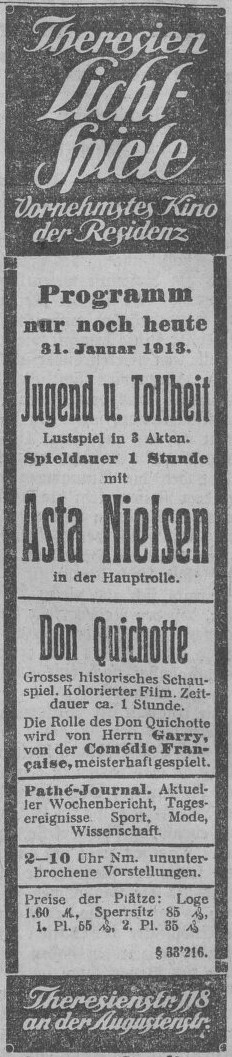 Theresien
Licht-
Spiele
Vornehmstes Kino
der Residenz
Programm
nur noch heute
31. Januar 1913.
Jugend u. Tollheit
Lustspiel in 3 Akten.
Spieldauer 1 Stunde
mit
Asta Nielsen
in der Hauptrolle.
Don Quichotte
Grosses historisches Schau-
spiel. Kolorierter Film. Zeit-
dauer ca. 1 Stunde.
Die Rolle des Don Quichotte
wird von Herrn Garry,
von der Comédie Fran-
çaise, meisterhaft gespielt.
Pathé-Journal. Aktuel-
ler Wochenbericht, Tages-
ereignisse Sport, Mode,
Wissenschaft.
2—10 Uhr Nm. ununter-
brochene Vorstellungen.
Preise der Plätze: Loge
1.60 ℳ, Sperrsitz 85 ₰,
1. Pl. 55 ₰, 2. Pl. 35 ₰
§ 33'216.
Theresienstr. 118
an der Augustenstr.